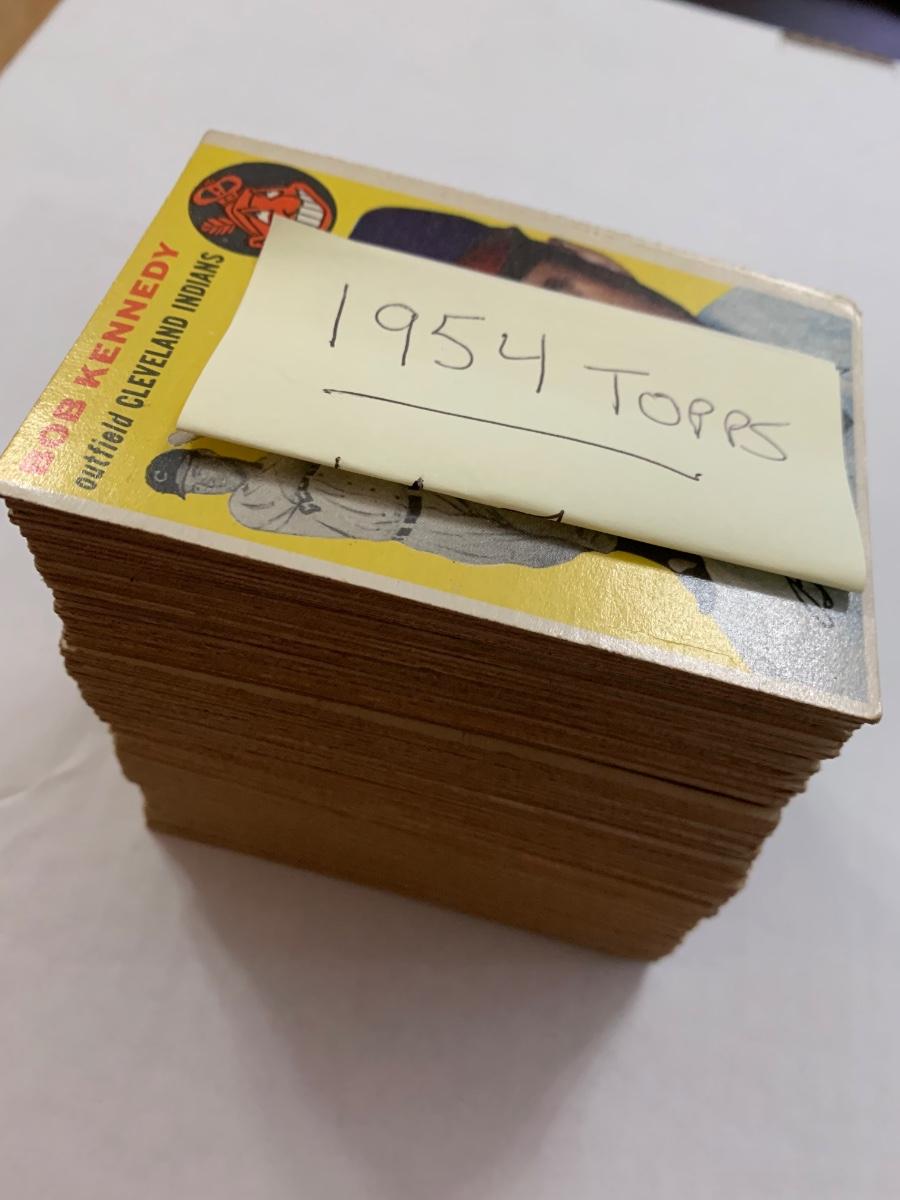 BOB KENNEDY
outfield CLEVELAND INDIANS
1954 TOPPS
C